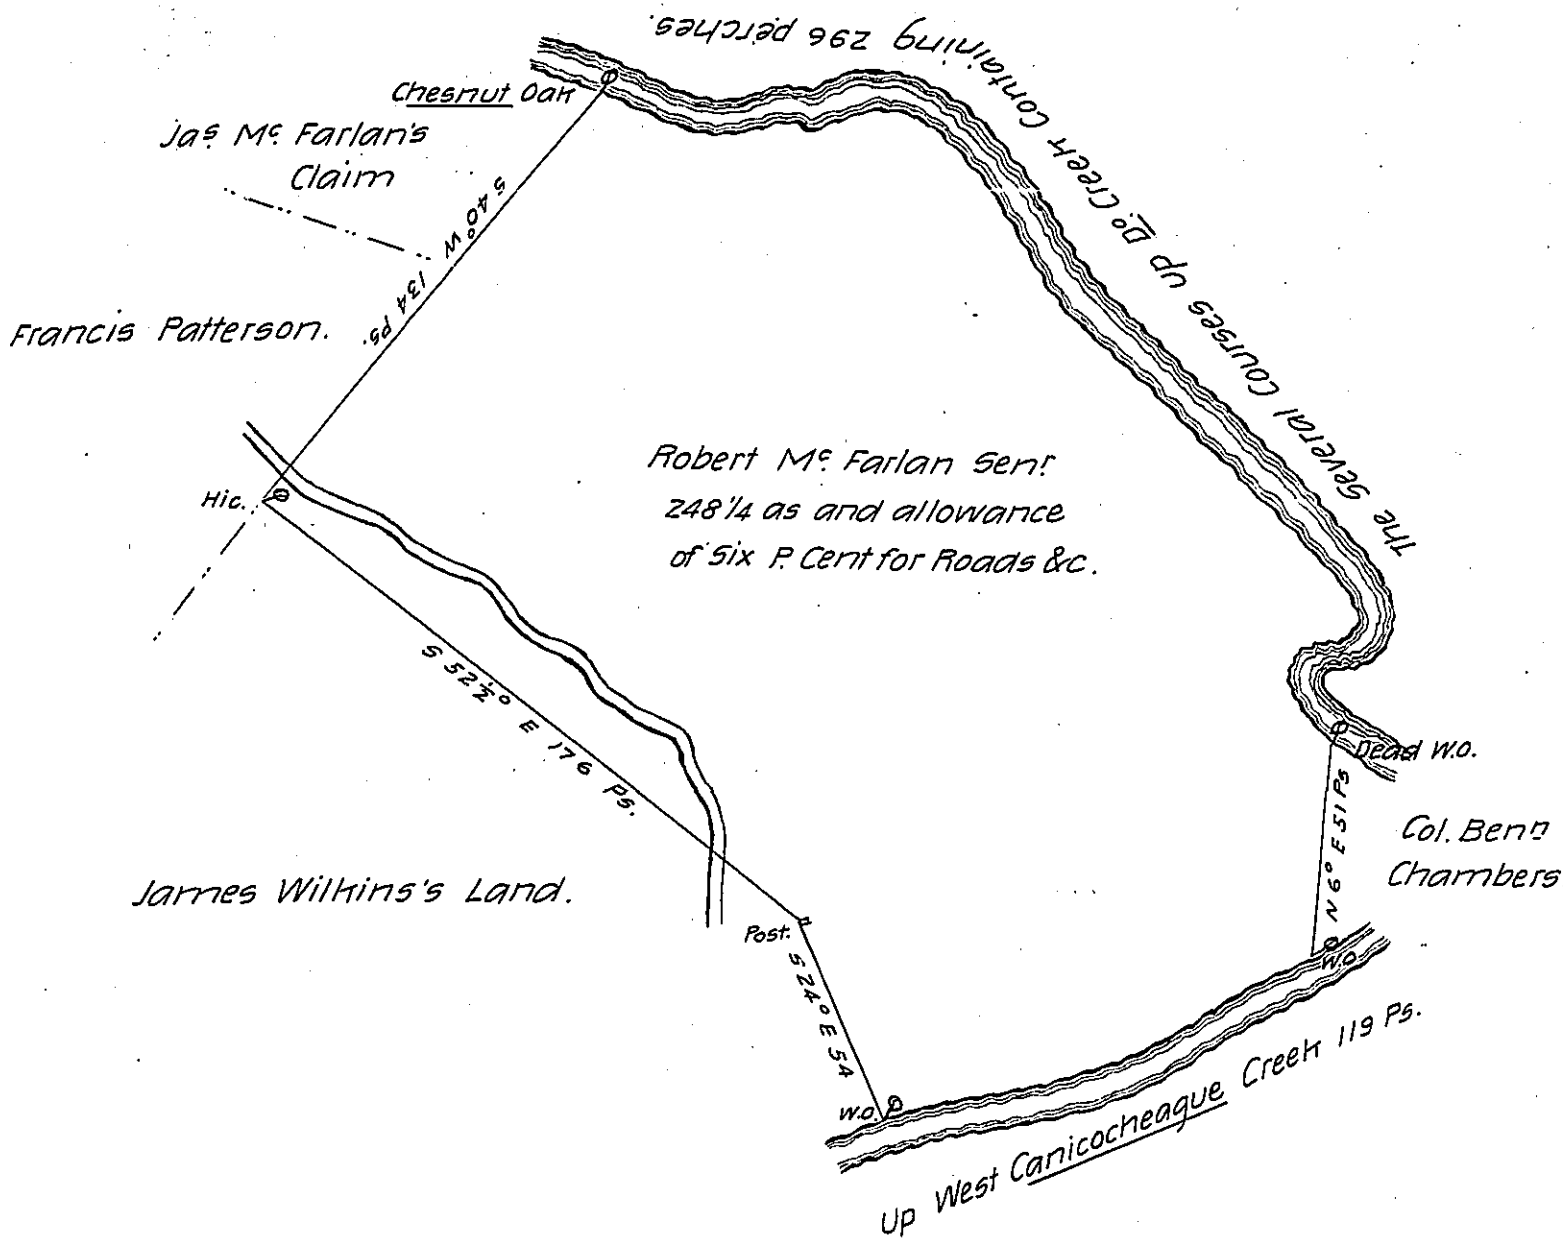 The Several Courses up Dº Creek Containing 296 perches.
Chesnut Oak
Jaˢ Mᶜ Farlan's
Claim
S 40° W 134 Ps.
Francis Patterson.
Robert Mᶜ Farlan Senʳ
248 1/4 as and allowance
of Six P. Cent for Roads &c.
Hic.
S 52½° E 176 Ps.
Dead W.O.
N 6° E 51 Ps
Col. Benⁿ
Chambers
James Wilkins's Land.
Post.
S 24° E 54
W.O.
W.O.
Up West Canicocheague Creek 119 Ps.